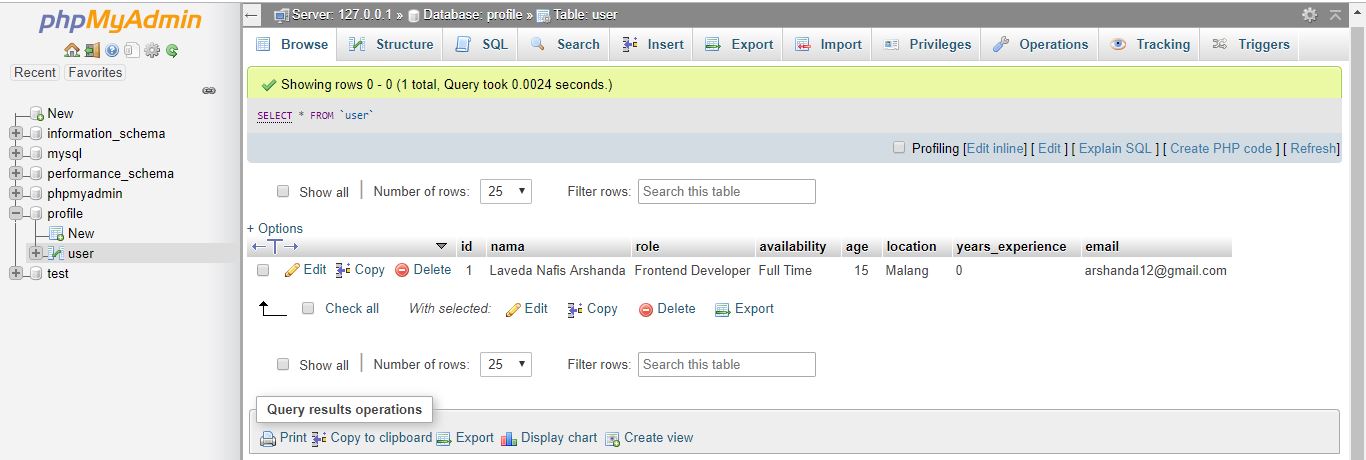 phpMyAdmin
Recent Favorites
New
information_schema
mysql
performance_schema
phpmyadmin
profile
New
user
test
Server: 127.0.0.1 » Database: profile » Table: user
Browse Structure SQL Search Insert Export Import Privileges Operations Tracking Triggers
Showing rows 0 - 0 (1 total, Query took 0.0024 seconds.)
SELECT * FROM `user`
Profiling [Edit inline] [ Edit ] [ Explain SQL ] [ Create PHP code ] [ Refresh]
Show all | Number of rows: 25 Filter rows: Search this table
+ Options
←T→ id nama role availability age location years_experience email
Edit Copy Delete 1 Laveda Nafis Arshanda Frontend Developer Full Time 15 Malang 0 arshanda12@gmail.com
Check all With selected: Edit Copy Delete Export
Show all | Number of rows: 25 Filter rows: Search this table
Query results operations
Print Copy to clipboard Export Display chart Create view